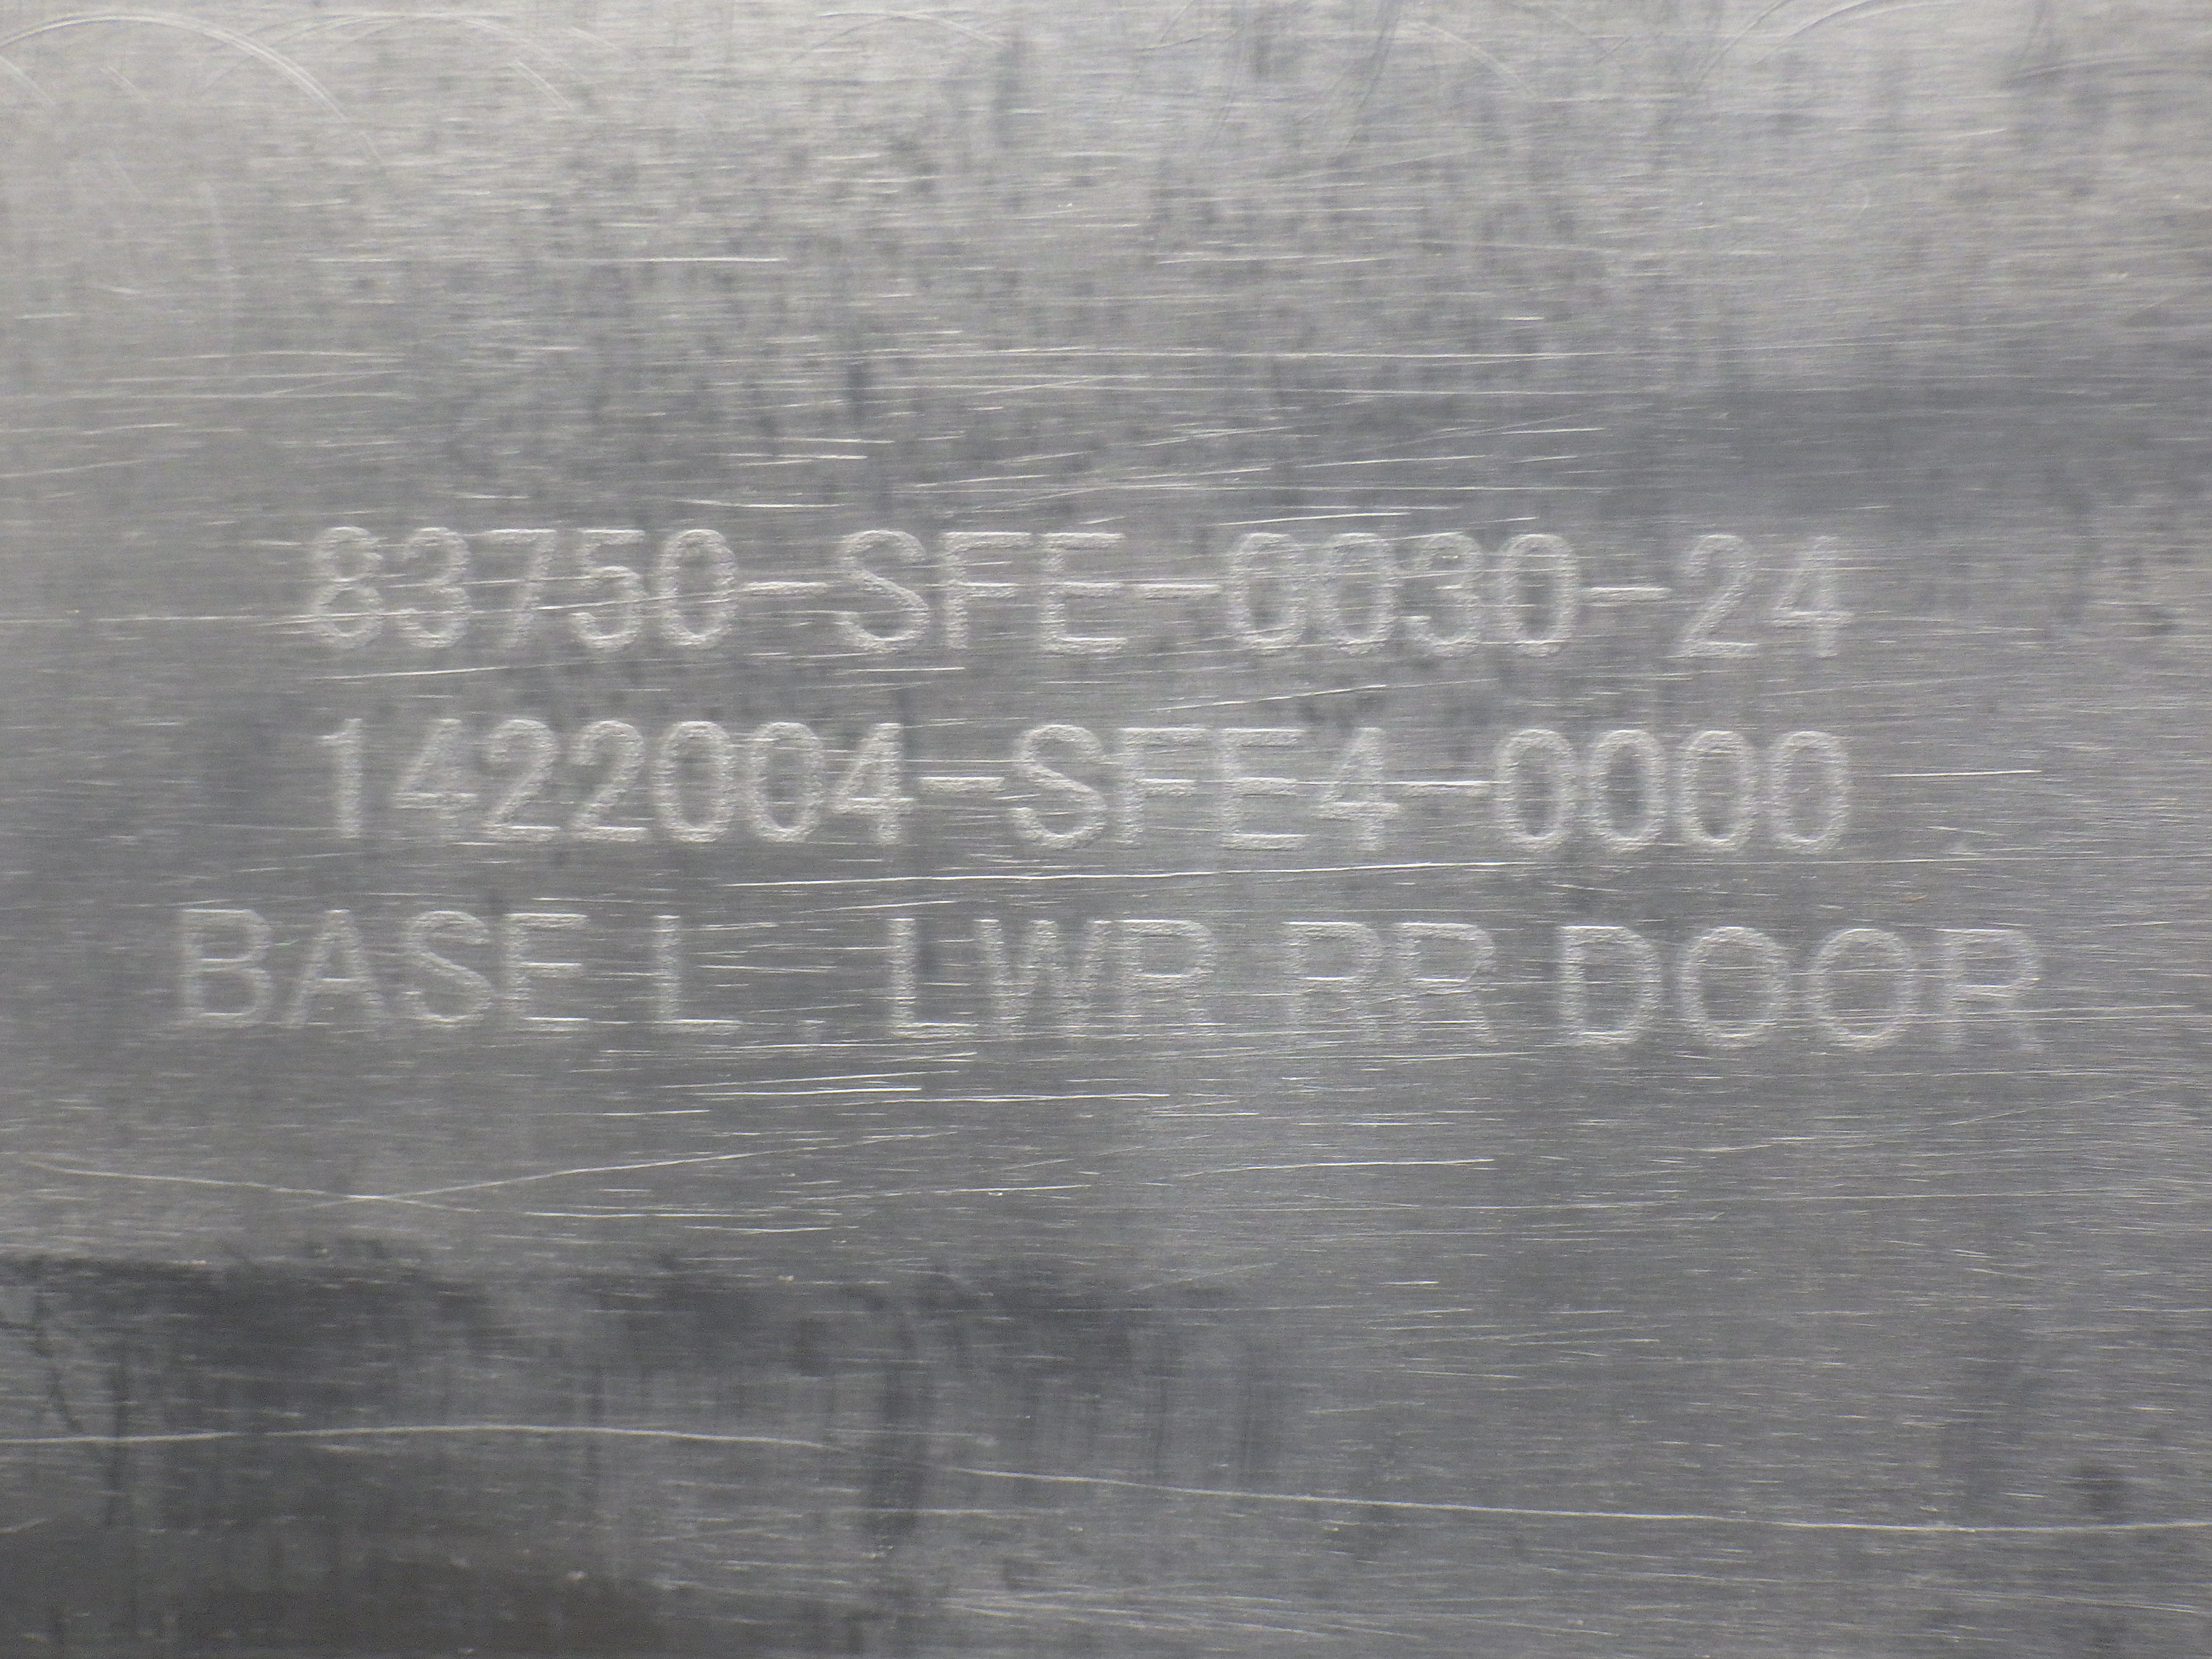 83750-SFE-0030-24
1422004-SFE4-0000
BASE L, LWR RR DOOR